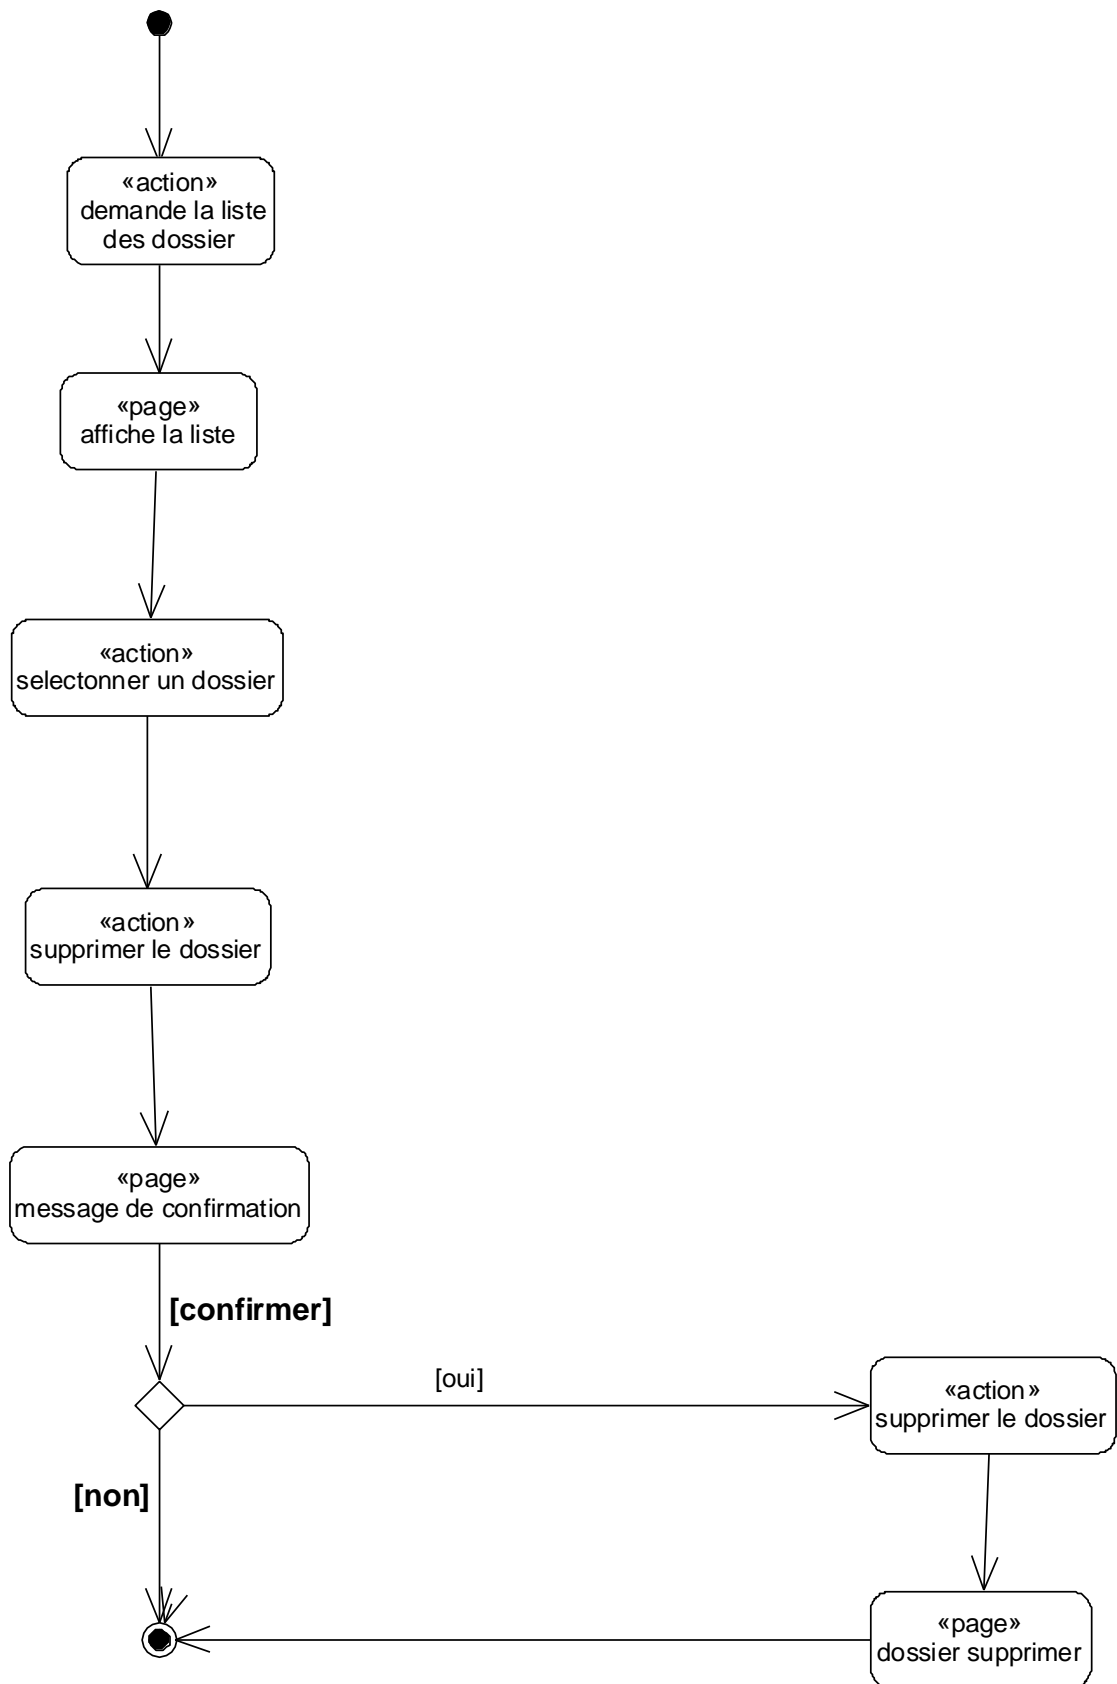 «action»
demande la liste
des dossier
«page»
affiche la liste
«action»
selectonner un dossier
«action»
supprimer le dossier
«page»
message de confirmation
[confirmer]
[oui]
«action»
supprimer le dossier
[non]
«page»
dossier supprimer